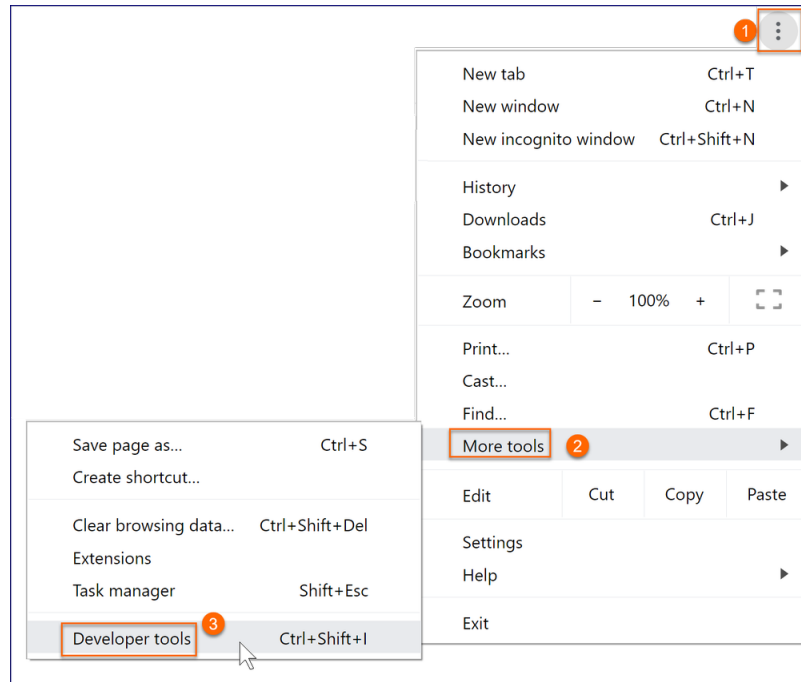 1
New tab Ctrl+T
New window Ctrl+N
New incognito window Ctrl+Shift+N
History
Downloads Ctrl+J
Bookmarks
Zoom - 100% +
Print... Ctrl+P
Cast...
Find... Ctrl+F
More tools 2
Edit Cut Copy Paste
Settings
Help
Exit
Save page as... Ctrl+S
Create shortcut...
Clear browsing data... Ctrl+Shift+Del
Extensions
Task manager Shift+Esc
Developer tools 3 Ctrl+Shift+I